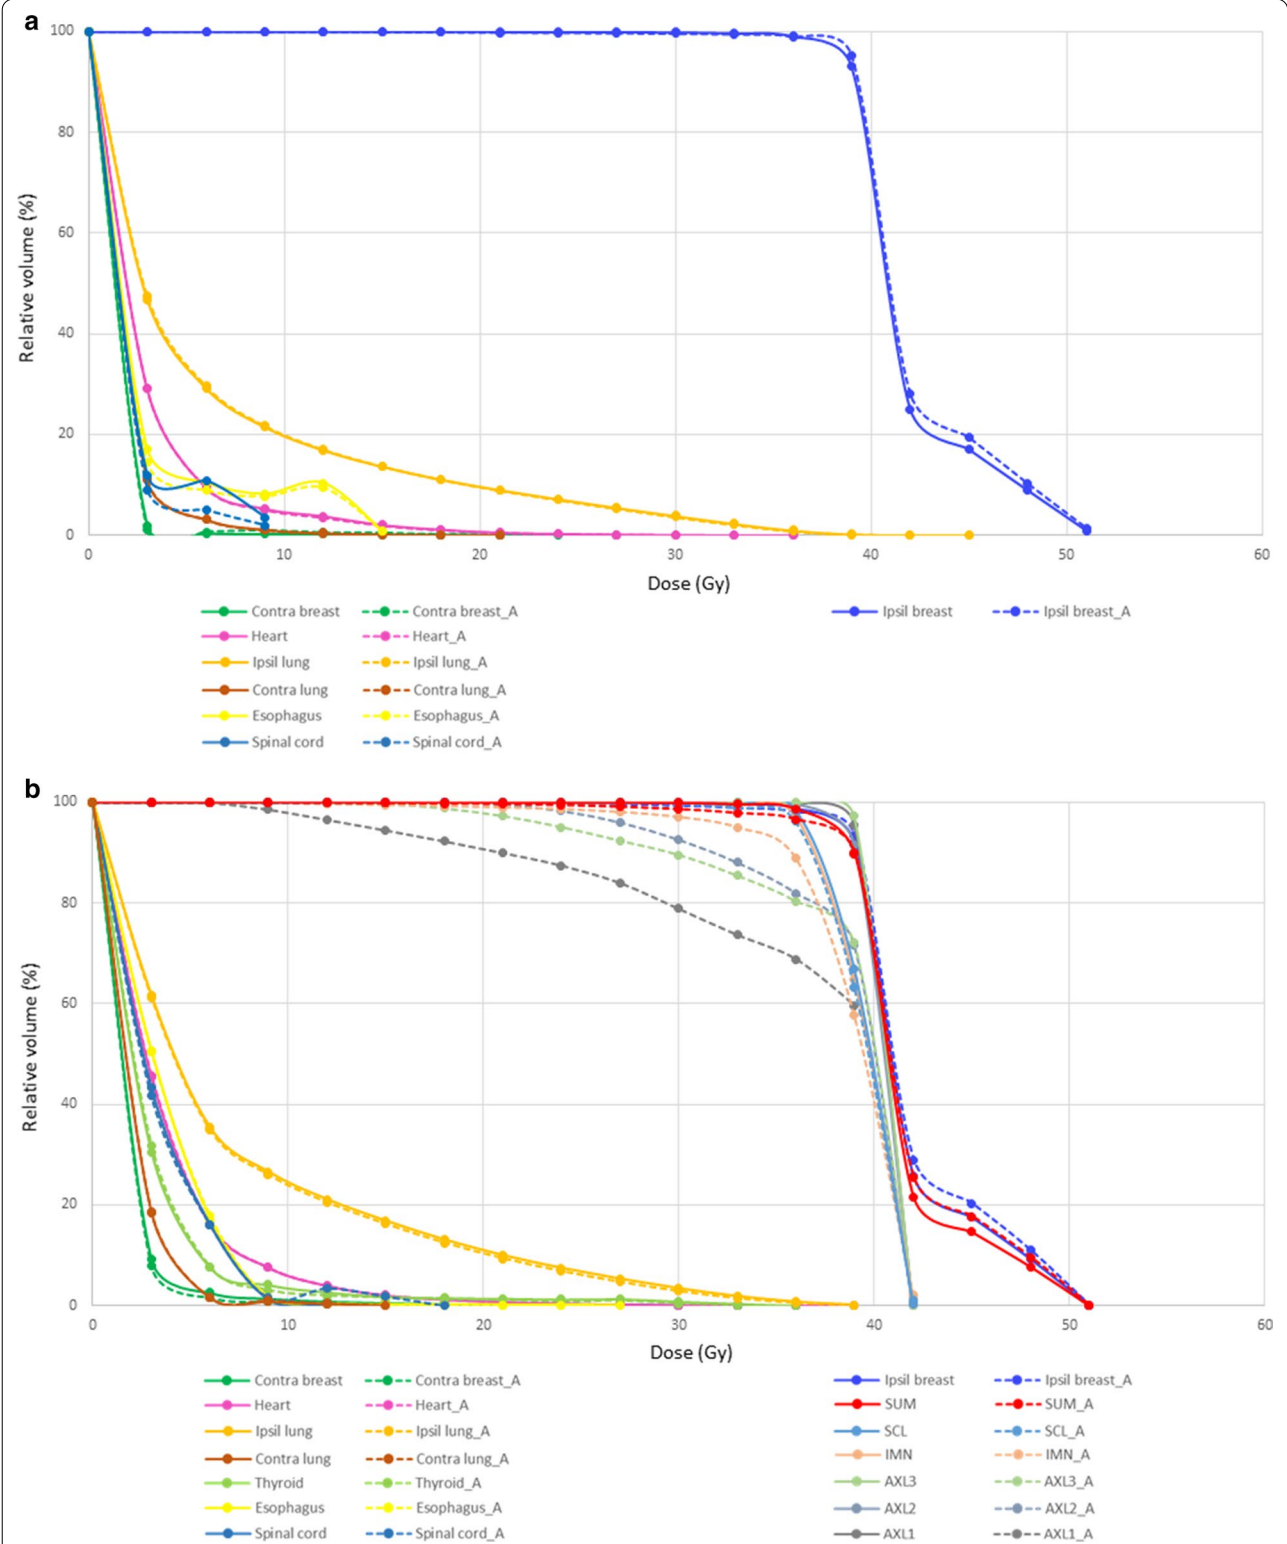 a
100
80
60
40
20
0
Relative volume (%)
0 10 20 30 40 50 60
Dose (Gy)
Contra breast Contra breast_A Ipsil breast Ipsil breast_A
Heart Heart_A
Ipsil lung Ipsil lung_A
Contra lung Contra lung_A
Esophagus Esophagus_A
Spinal cord Spinal cord_A
b
100
80
60
40
20
0
Relative volume (%)
0 10 20 30 40 50 60
Dose (Gy)
Contra breast Contra breast_A Ipsil breast Ipsil breast_A
Heart Heart_A SUM SUM_A
Ipsil lung Ipsil lung_A SCL SCL_A
Contra lung Contra lung_A IMN IMN_A
Thyroid Thyroid_A AXL3 AXL3_A
Esophagus Esophagus_A AXL2 AXL2_A
Spinal cord Spinal cord_A AXL1 AXL1_A